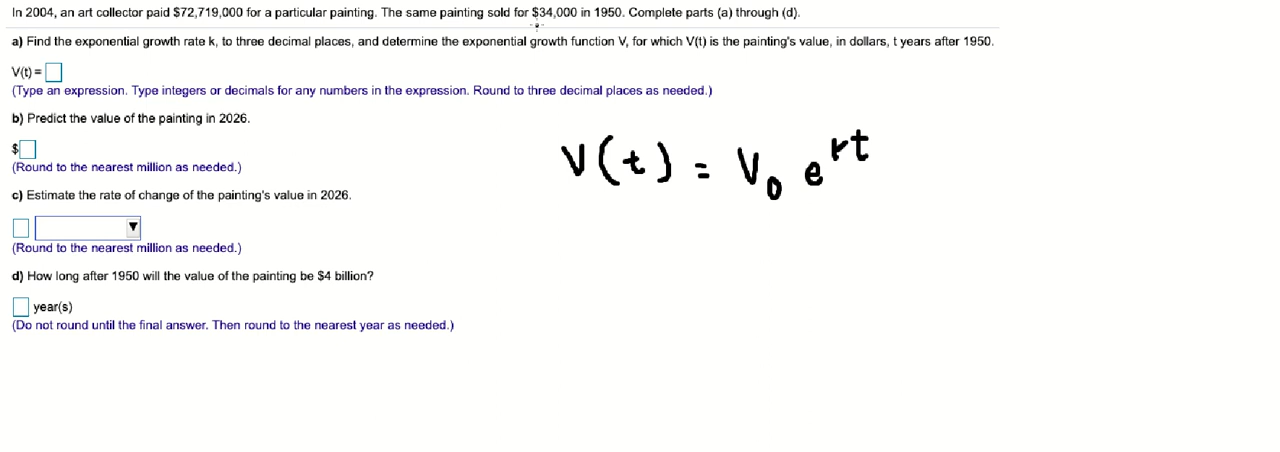 In 2004, an art collector paid $72,719,000 for a particular painting. The same painting sold for $34,000 in 1950. Complete parts (a) through (d).
a) Find the exponential growth rate k, to three decimal places, and determine the exponential growth function V, for which V(t) is the painting's value, in dollars, t years after 1950.
V(t) =
(Type an expression. Type integers or decimals for any numbers in the expression. Round to three decimal places as needed.)
b) Predict the value of the painting in 2026.
$
(Round to the nearest million as needed.)
c) Estimate the rate of change of the painting's value in 2026.
(Round to the nearest million as needed.)
d) How long after 1950 will the value of the painting be $4 billion?
year(s)
(Do not round until the final answer. Then round to the nearest year as needed.)
V(t) = V₀ e^rt